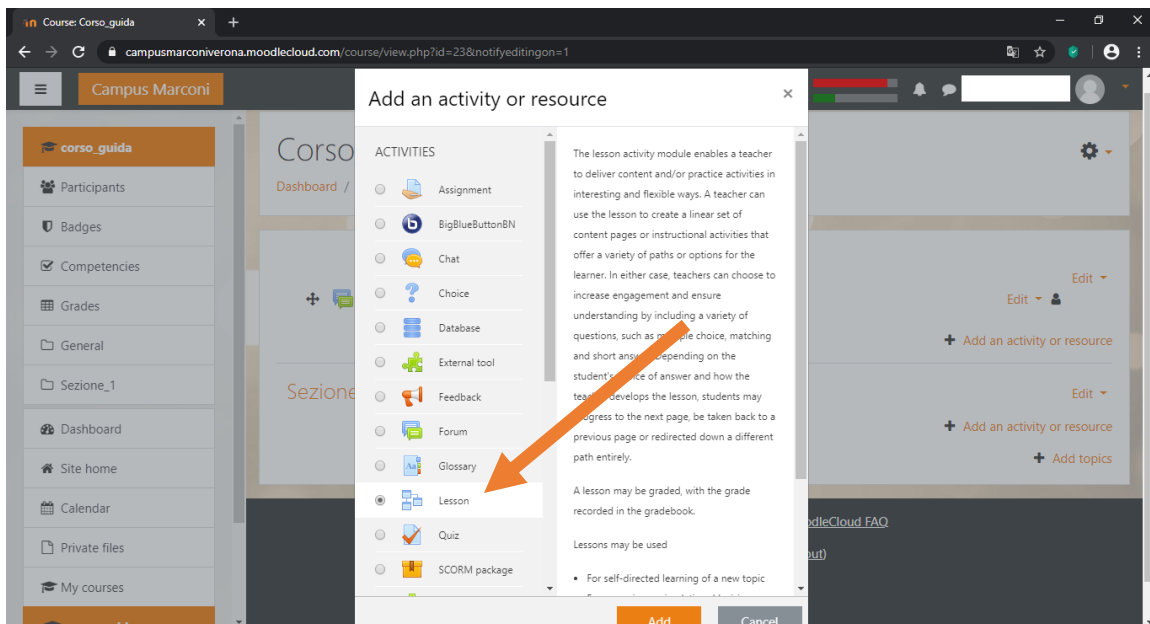 Course: Corso_guida
campusmarconiverona.moodlecloud.com/course/view.php?id=23&notifyeditingon=1
Campus Marconi
corso_guida
Participants
Badges
Competencies
Grades
General
Sezione_1
Dashboard
Site home
Calendar
Private files
My courses
Corso
Dashboard /
Sezione
Add an activity or resource
ACTIVITIES
Assignment
BigBlueButtonBN
Chat
Choice
Database
External tool
Feedback
Forum
Glossary
Lesson
Quiz
SCORM package
The lesson activity module enables a teacher
to deliver content and/or practice activities in
interesting and flexible ways. A teacher can
use the lesson to create a linear set of
content pages or instructional activities that
offer a variety of paths or options for the
learner. In either case, teachers can choose to
increase engagement and ensure
understanding by including a variety of
questions, such as multiple choice, matching
and short answer. Depending on the
student's choice of answer and how the
teacher develops the lesson, students may
progress to the next page, be taken back to a
previous page or redirected down a different
path entirely.
A lesson may be graded, with the grade
recorded in the gradebook.
Lessons may be used
• For self-directed learning of a new topic
Add
Cancel
Edit
Edit
Add an activity or resource
Edit
Add an activity or resource
Add topics
odleCloud FAQ
out)